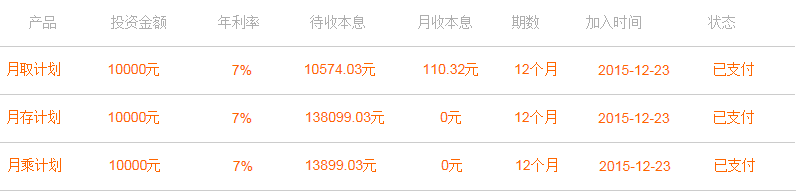 产品 投资金额 年利率 待收本息 月收本息 期数 加入时间 状态
月取计划 10000元 7% 10574.03元 110.32元 12个月 2015-12-23 已支付
月存计划 10000元 7% 138099.03元 0元 12个月 2015-12-23 已支付
月乘计划 10000元 7% 13899.03元 0元 12个月 2015-12-23 已支付